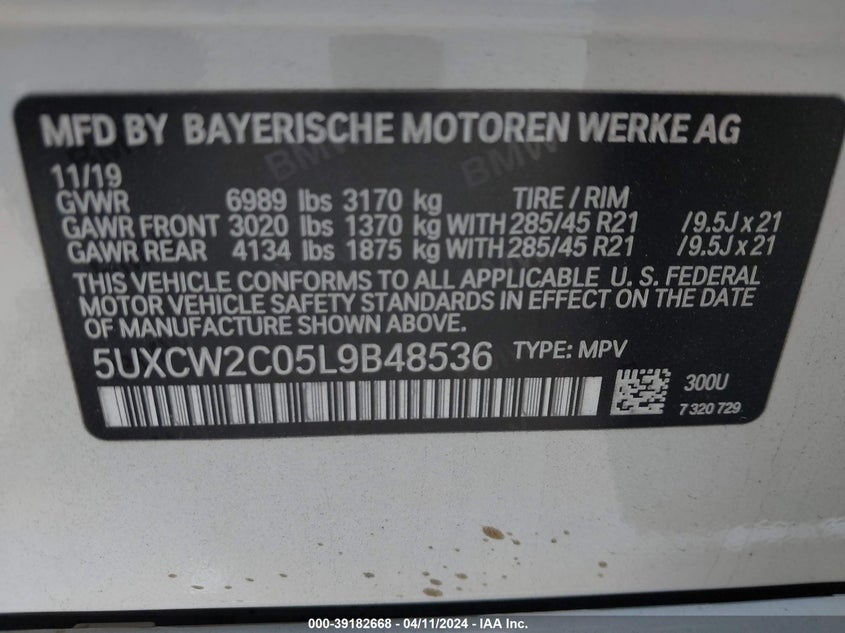 MFD BY BAYERISCHE MOTOREN WERKE AG
11/19
GVWR 6989 lbs 3170 kg TIRE / RIM
GAWR FRONT 3020 lbs 1370 kg WITH 285/45 R21 /9.5J x 21
GAWR REAR 4134 lbs 1875 kg WITH 285/45 R21 /9.5J x 21
THIS VEHICLE CONFORMS TO ALL APPLICABLE U. S. FEDERAL
MOTOR VEHICLE SAFETY STANDARDS IN EFFECT ON THE DATE
OF MANUFACTURE SHOWN ABOVE.
5UXCW2C05L9B48536 TYPE: MPV
300U
7 320 729
000-39182668 - 04/11/2024 - IAA Inc.